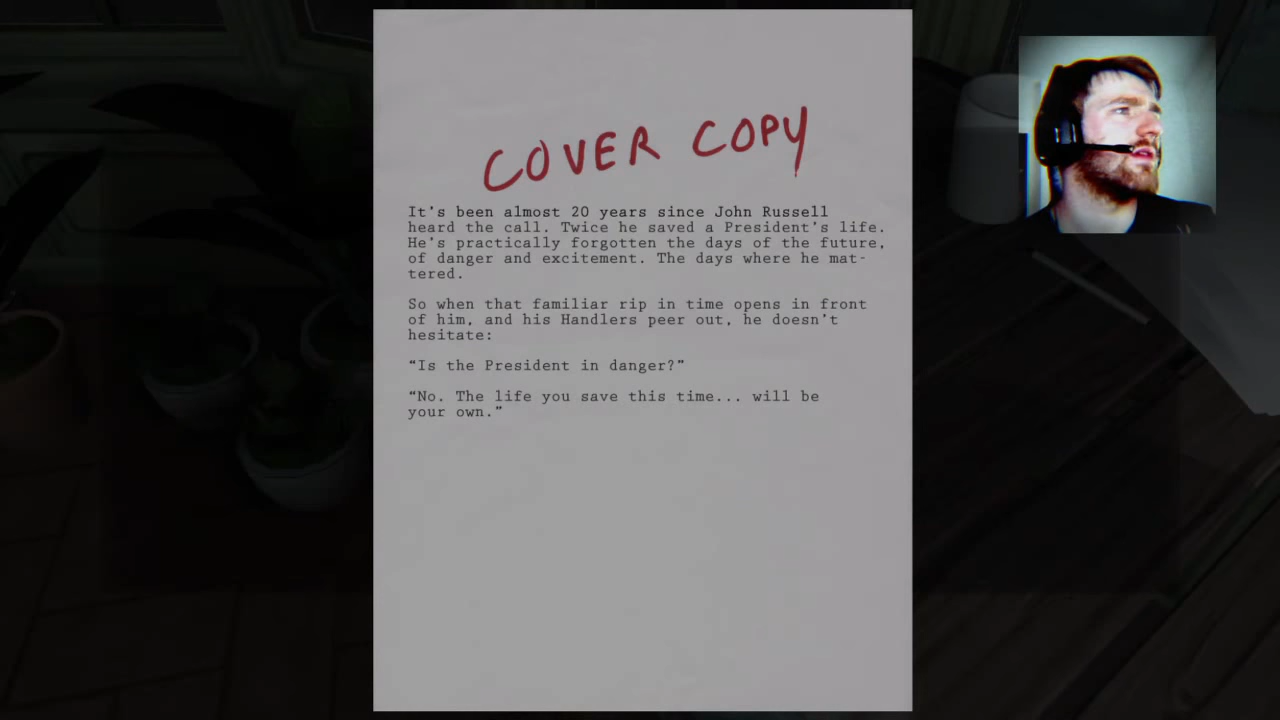 COVER COPY
It's been almost 20 years since John Russell
heard the call. Twice he saved a President's life.
He's practically forgotten the days of the future,
of danger and excitement. The days where he mat-
tered.
So when that familiar rip in time opens in front
of him, and his Handlers peer out, he doesn't
hesitate:
“Is the President in danger?”
“No. The life you save this time... will be
your own.”